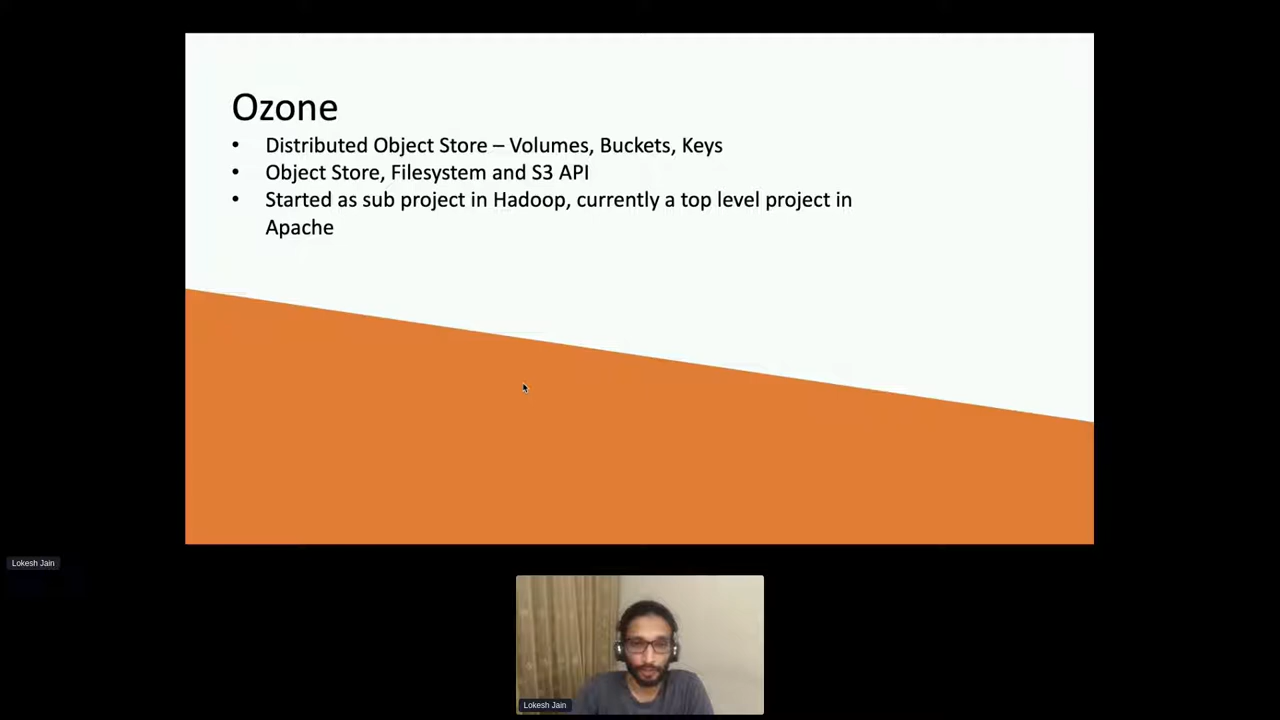 Ozone
• Distributed Object Store – Volumes, Buckets, Keys
• Object Store, Filesystem and S3 API
• Started as sub project in Hadoop, currently a top level project in
Apache
Lokesh Jain
Lokesh Jain